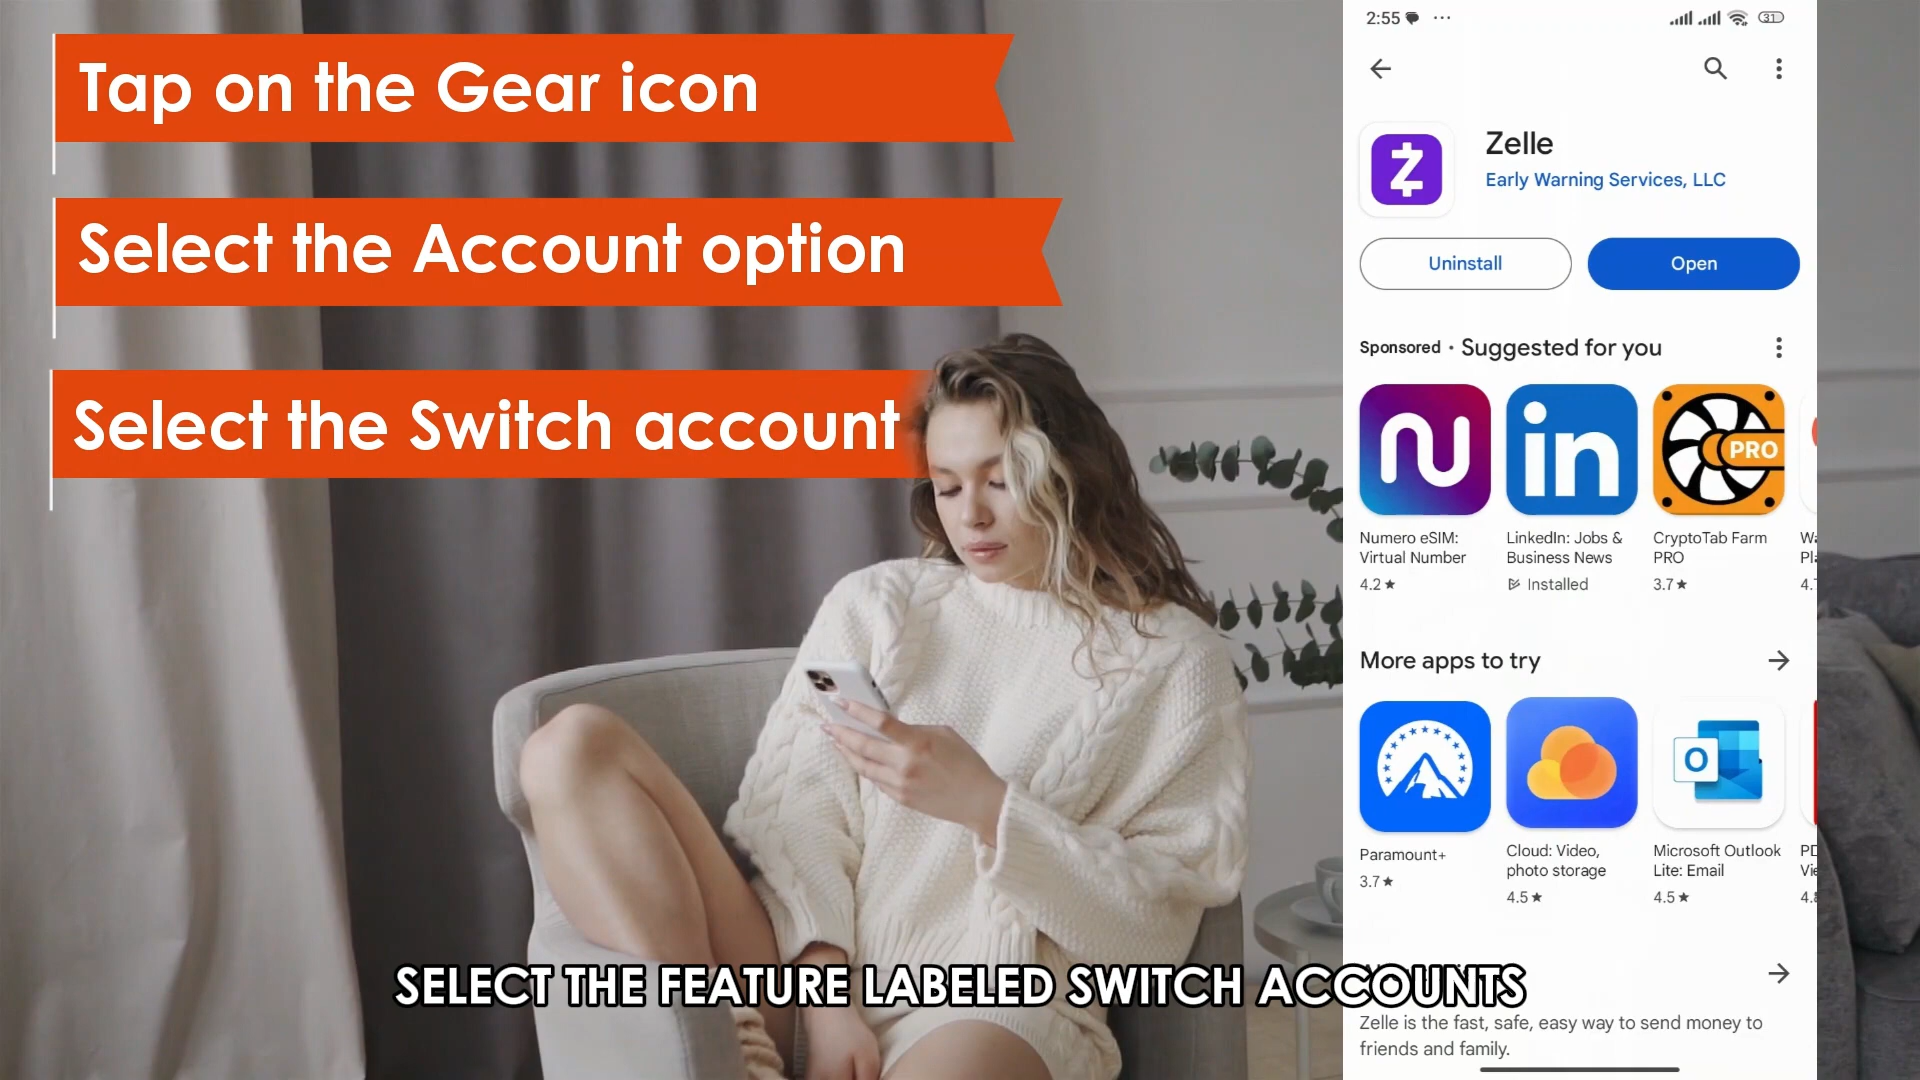 Tap on the Gear icon
Select the Account option
Select the Switch account
SELECT THE FEATURE LABELED SWITCH ACCOUNTS
2:55
31
Zelle
Early Warning Services, LLC
Uninstall
Open
Sponsored • Suggested for you
PRO
in
Numero eSIM:
Virtual Number
4.2★
LinkedIn: Jobs &
Business News
Installed
CryptoTab Farm
PRO
3.7★
More apps to try
O
Paramount+
3.7★
Cloud: Video,
photo storage
4.5★
Microsoft Outlook
Lite: Email
4.5★
Zelle is the fast, safe, easy way to send money to
friends and family.